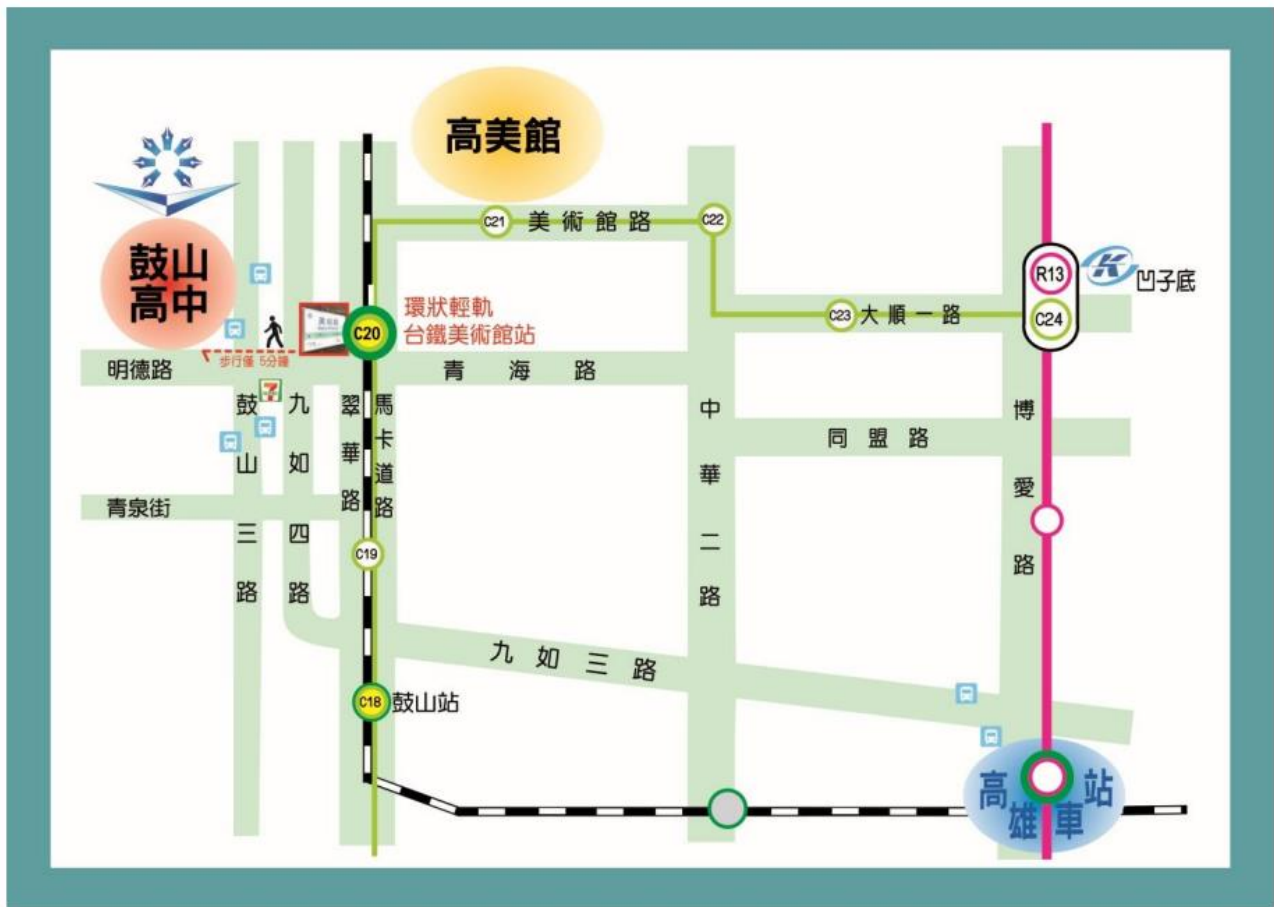 高美館
鼓山
高中
C21
美術館路
C22
R13
凹子底
C20
環狀輕軌
台鐵美術館站
C23
大順一路
C24
步行僅 5分鐘
明德路
青海路
7
鼓山三路
九如四路
翠華路
馬卡道路
中華二路
同盟路
博愛路
青泉街
C19
九如三路
C18
鼓山站
高雄車站